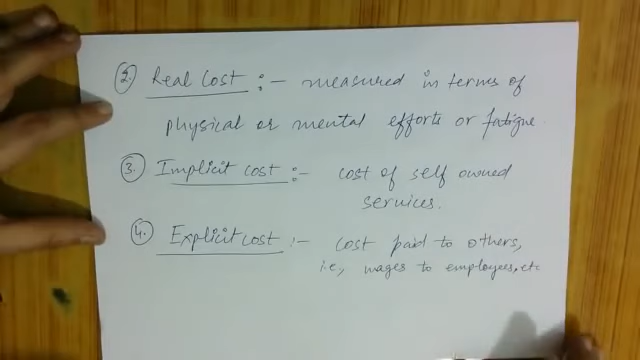 2. Real Cost :- measured in terms of
physical or mental efforts or fatigue.
3. Implicit cost :- cost of self owned
services.
4. Explicit cost :- cost paid to others,
i.e, wages to employees, etc